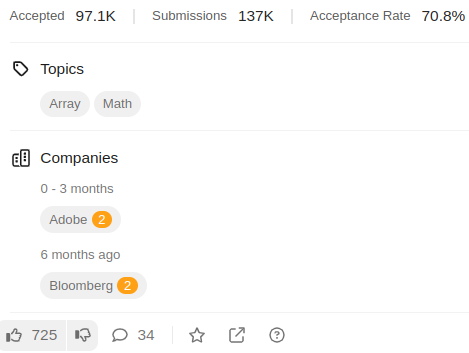 Accepted 97.1K Submissions 137K Acceptance Rate 70.8%
Topics
Array Math
Companies
0 - 3 months
Adobe 2
6 months ago
Bloomberg 2
725 34